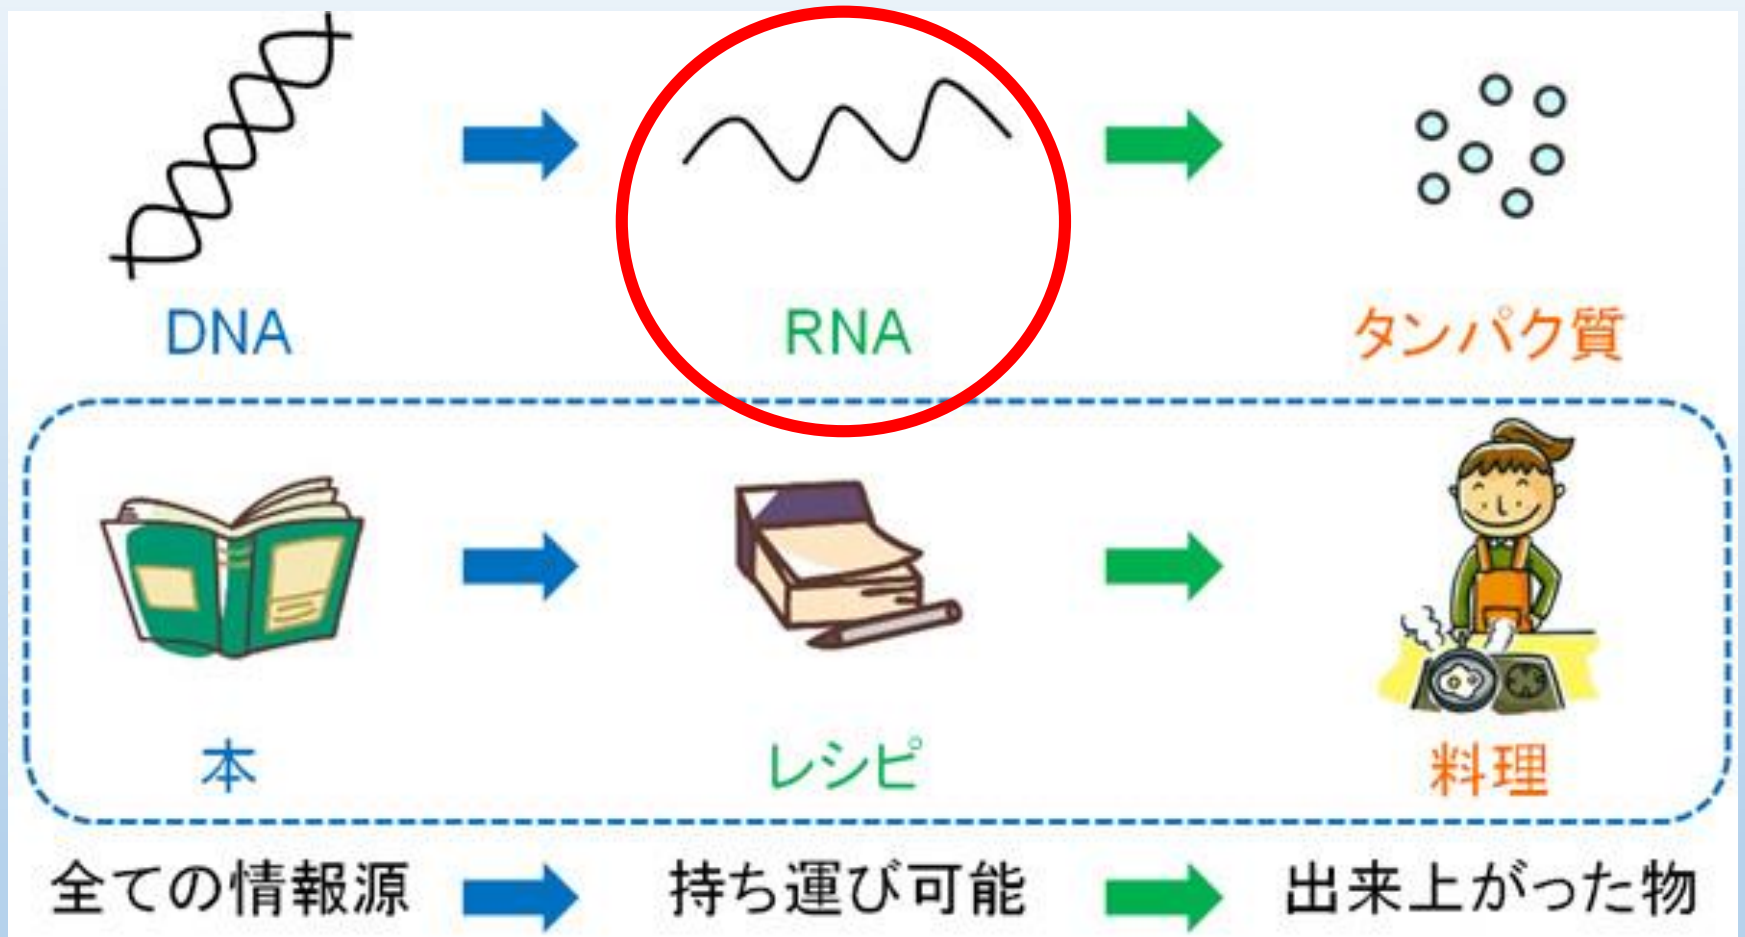 DNA
RNA
タンパク質
本
レシピ
料理
全ての情報源
持ち運び可能
出来上がった物